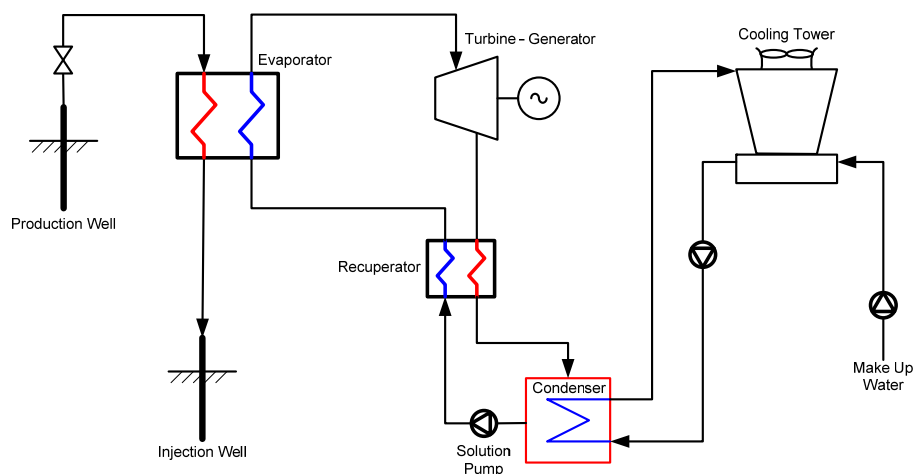 Cooling Tower
Turbine - Generator
Evaporator
Production Well
Recuperator
Make Up
Water
Condenser
Injection Well
Solution
Pump